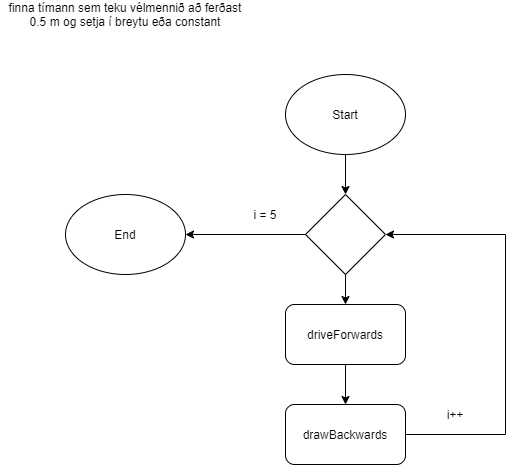 finna tímann sem teku vélmennið að ferðast
0.5 m og setja í breytu eða constant
Start
i = 5
End
driveForwards
drawBackwards
i++